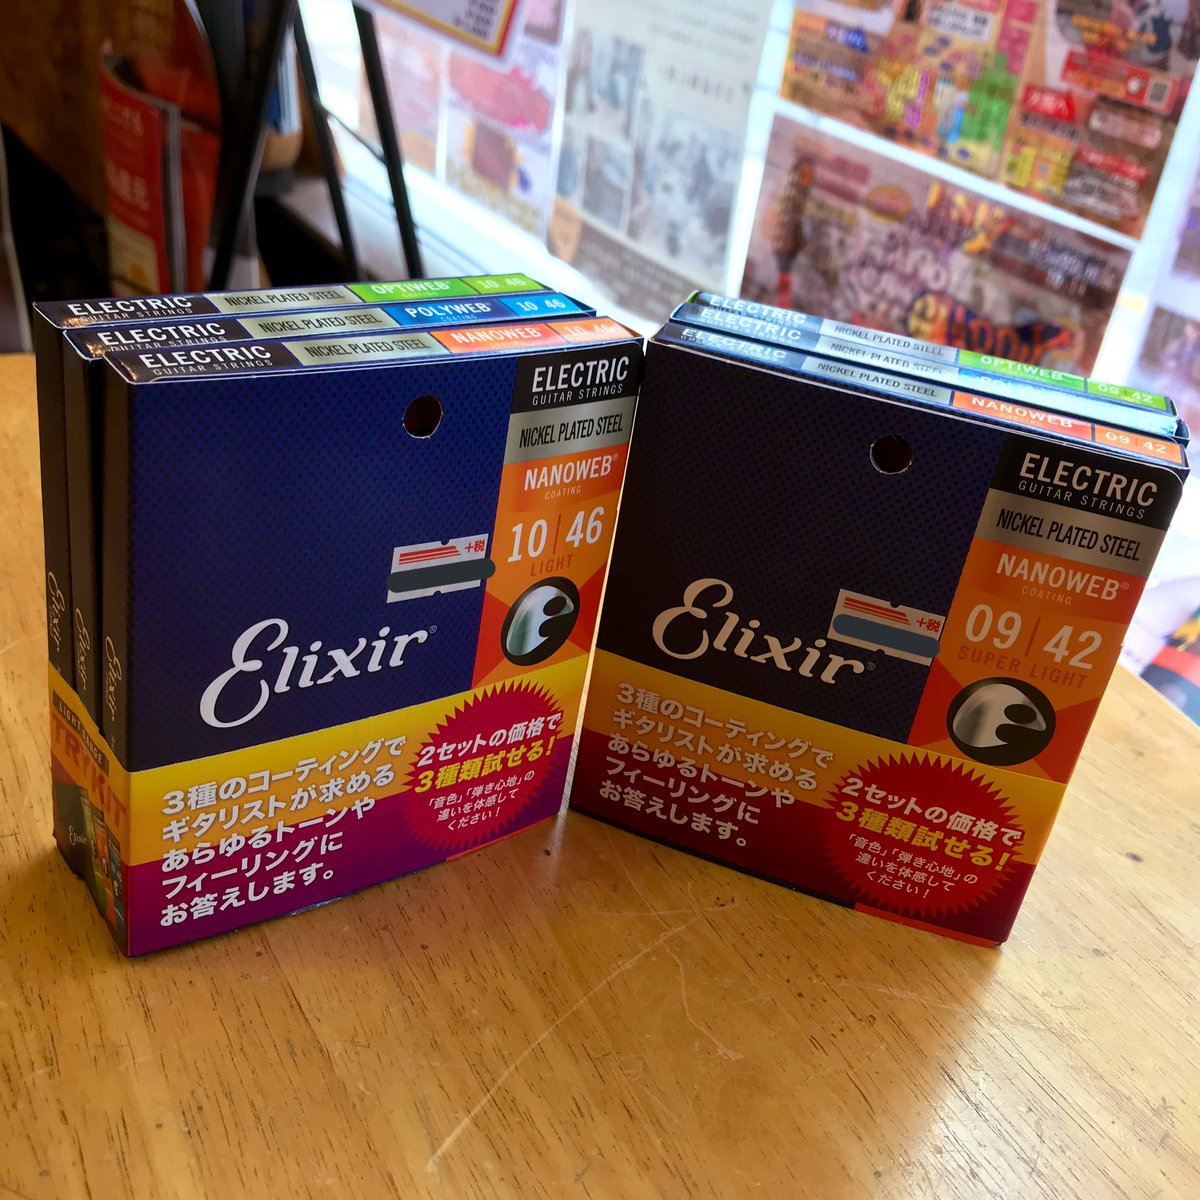 ELECTRIC
GUITAR STRINGS
NICKEL PLATED STEEL
OPTIWEB®
COATING
10 46
ELECTRIC
GUITAR STRINGS
NICKEL PLATED STEEL
POLYWEB®
COATING
10 46
ELECTRIC
GUITAR STRINGS
NICKEL PLATED STEEL
NANOWEB®
COATING
10 46
ELECTRIC
GUITAR STRINGS
NICKEL PLATED STEEL
NANOWEB®
COATING
10 | 46
LIGHT
+税
Elixir®
Elixir
Elixir
Elixir
TRY KIT
Elixir
3種のコーティングで
ギタリストが求める
あらゆるトーンや
フィーリングに
お答えします。
2セットの価格で
3種類試せる!
「音色」「弾き心地」の
違いを体感して
ください!
ELECTRIC
NICKEL PLATED STEEL
OPTIWEB®
09 42
ELECTRIC
NICKEL PLATED STEEL
NICKEL PLATED STEEL
NANOWEB®
09 42
ELECTRIC
GUITAR STRINGS
NICKEL PLATED STEEL
NANOWEB®
COATING
09 | 42
SUPER LIGHT
+税
Elixir®
3種のコーティングで
ギタリストが求める
あらゆるトーンや
フィーリングに
お答えします。
2セットの価格で
3種類試せる!
「音色」「弾き心地」の
違いを体感して
ください!